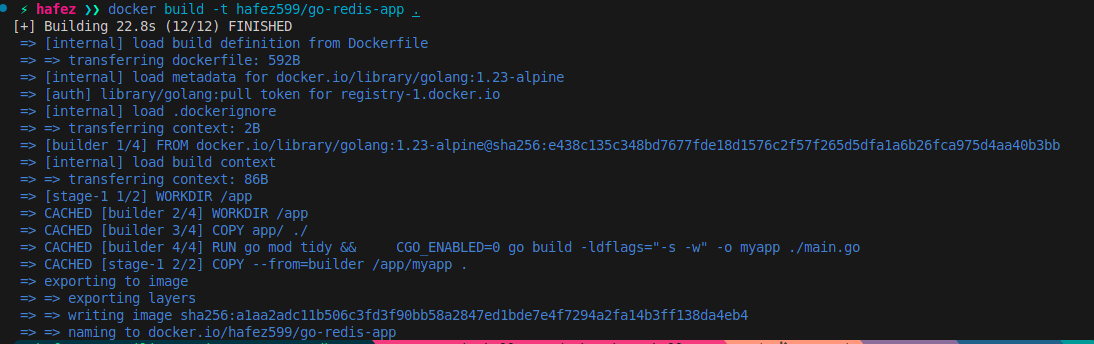 ⚡ hafez ❯❯ docker build -t hafez599/go-redis-app .
[+] Building 22.8s (12/12) FINISHED
=> [internal] load build definition from Dockerfile
=> => transferring dockerfile: 592B
=> [internal] load metadata for docker.io/library/golang:1.23-alpine
=> [auth] library/golang:pull token for registry-1.docker.io
=> [internal] load .dockerignore
=> => transferring context: 2B
=> [builder 1/4] FROM docker.io/library/golang:1.23-alpine@sha256:e438c135c348bd7677fde18d1576c2f57f265d5dfa1a6b26fca975d4aa40b3bb
=> [internal] load build context
=> => transferring context: 86B
=> [stage-1 1/2] WORKDIR /app
=> CACHED [builder 2/4] WORKDIR /app
=> CACHED [builder 3/4] COPY app/ ./
=> CACHED [builder 4/4] RUN go mod tidy &&     CGO_ENABLED=0 go build -ldflags="-s -w" -o myapp ./main.go
=> CACHED [stage-1 2/2] COPY --from=builder /app/myapp .
=> exporting to image
=> => exporting layers
=> => writing image sha256:a1aa2adc11b506c3fd3f90bb58a2847ed1bde7e4f7294a2fa14b3ff138da4eb4
=> => naming to docker.io/hafez599/go-redis-app